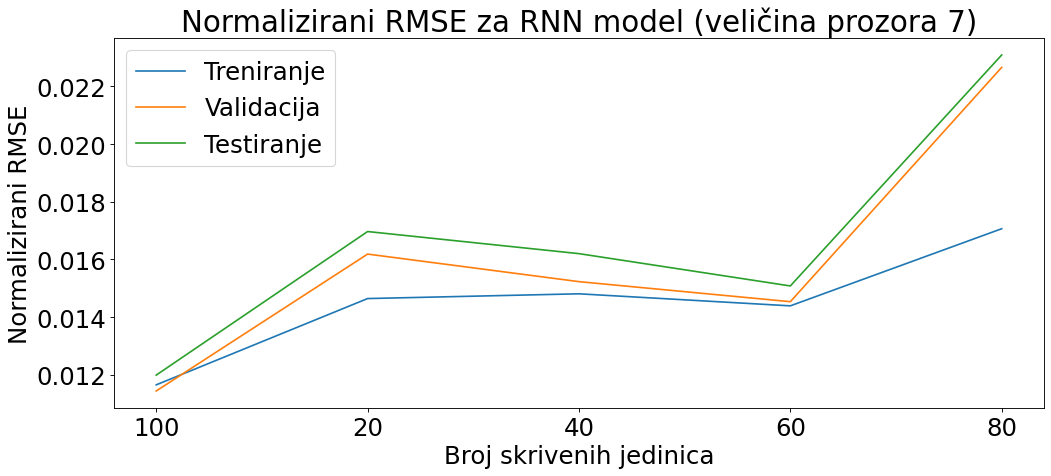 Normalizirani RMSE za RNN model (veličina prozora 7)
Treniranje
Validacija
Testiranje
Normalizirani RMSE
0.022
0.020
0.018
0.016
0.014
0.012
100 20 40 60 80
Broj skrivenih jedinica